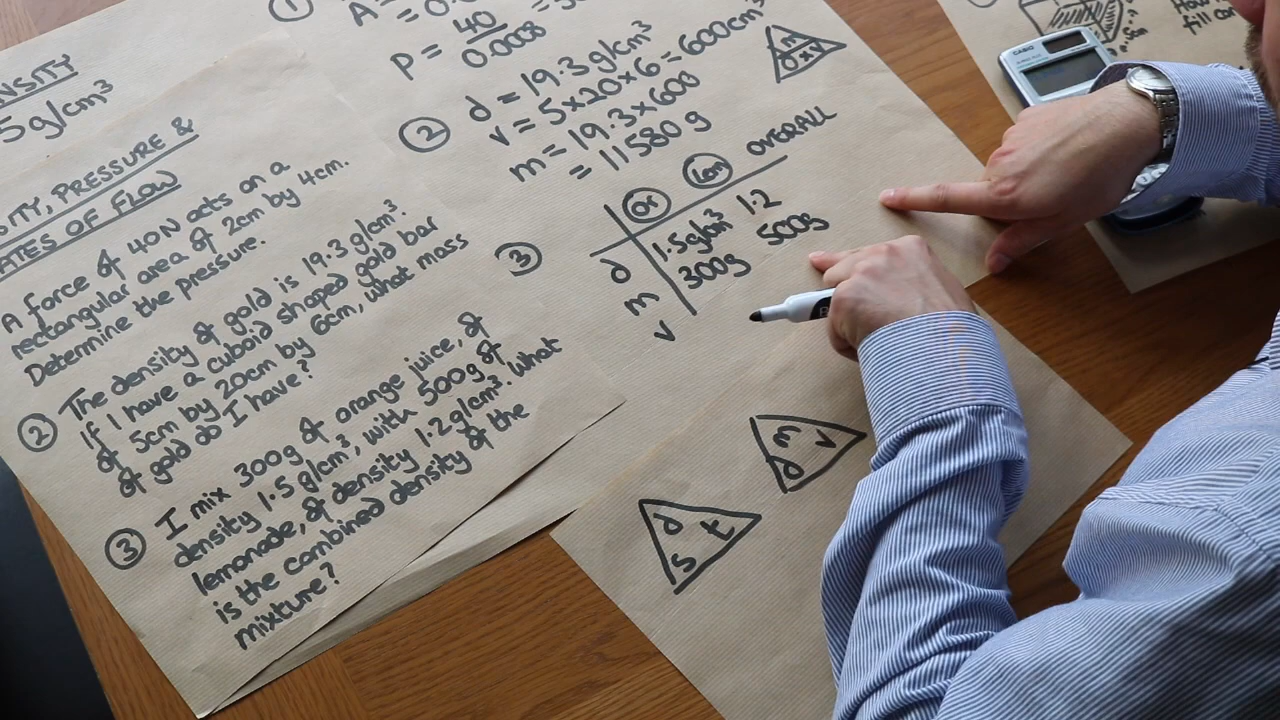 NSITY
5g/cm³
SITY, PRESSURE &
ATES OF FLOW
A force of 40N acts on a
rectangular area of 2cm by 4cm.
Determine the pressure.
② The density of gold is 19.3 g/cm³.
If I have a cuboid shaped gold bar
of 5cm by 20cm by 6cm, what mass
of gold do I have?
③ I mix 300g of orange juice, of
density 1.5 g/cm³, with 500g of
lemonade, of density 1.2g/cm³. What
is the combined density of the
mixture?
①
A =
= 0.
P = 40
0.0008
② d = 19.3 g/cm³
v = 5×20×6 = 600cm³
m = 19.3×600
= 11580 g
m
d×v
③
OJ Lem OVERALL
d 1.5g/cm³ 1.2
m 300g 500g
v
m
d v
d
s t
CASIO
How
fill